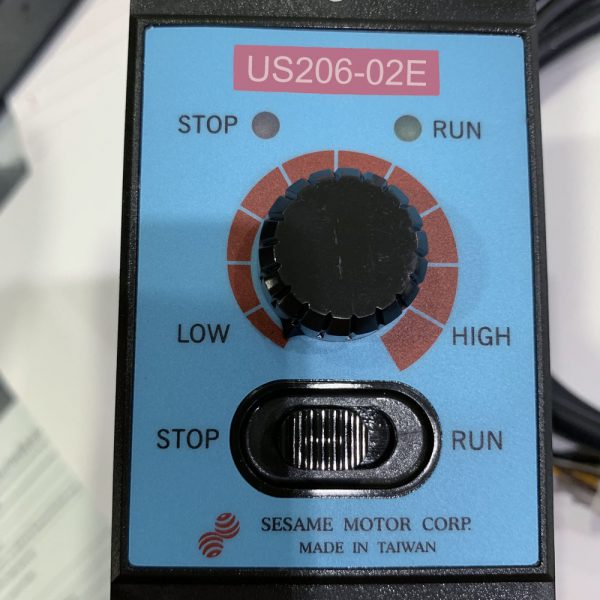 US206-02E
STOP RUN
LOW HIGH
STOP RUN
SESAME MOTOR CORP.
MADE IN TAIWAN